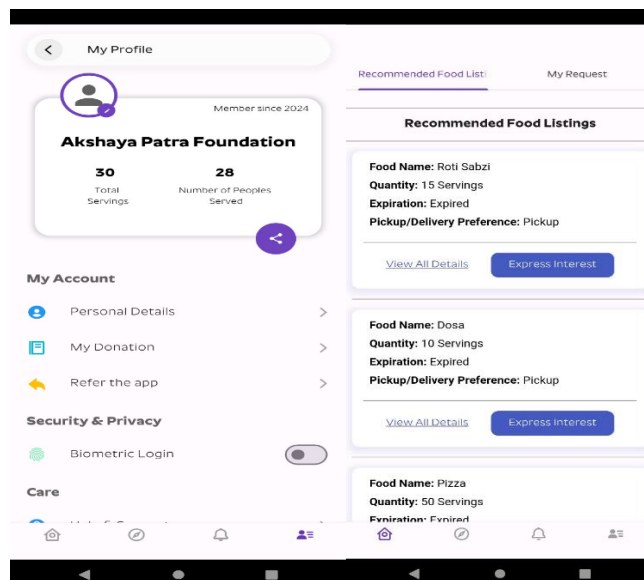 My Profile
Member since 2024
Akshaya Patra Foundation
30
28
Total
Servings
Number of Peoples
Served
My Account
Personal Details
My Donation
Refer the app
Security & Privacy
Biometric Login
Care
Recommended Food List
My Request
Recommended Food Listings
Food Name: Roti Sabzi
Quantity: 15 Servings
Expiration: Expired
Pickup/Delivery Preference: Pickup
View All Details
Express Interest
Food Name: Dosa
Quantity: 10 Servings
Expiration: Expired
Pickup/Delivery Preference: Pickup
View All Details
Express Interest
Food Name: Pizza
Quantity: 50 Servings
Expiration: Expired